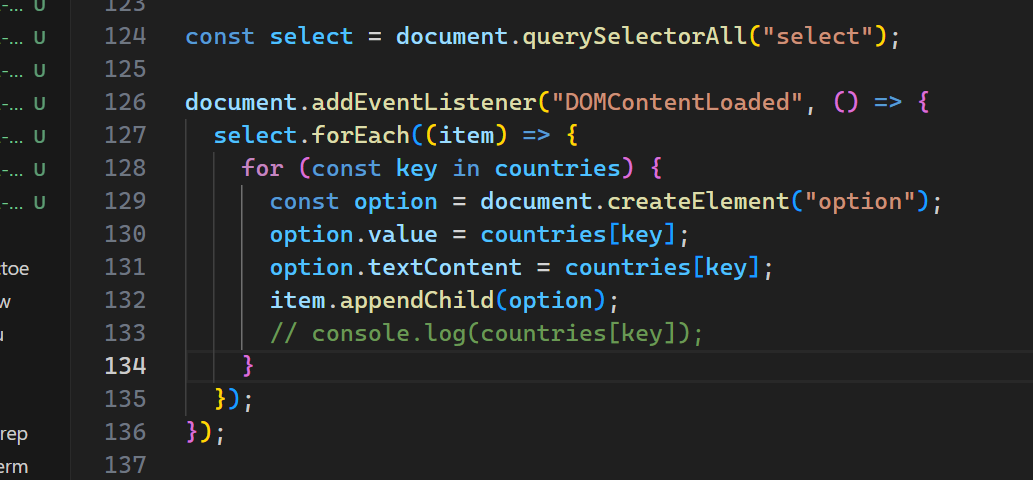 123
-... U
-... U
-... U
-... U
-... U
-... U
-... U
toe
w
rep
erm
124 const select = document.querySelectorAll("select");
125
126 document.addEventListener("DOMContentLoaded", () => {
127 select.forEach((item) => {
128 for (const key in countries) {
129 const option = document.createElement("option");
130 option.value = countries[key];
131 option.textContent = countries[key];
132 item.appendChild(option);
133 // console.log(countries[key]);
134 }
135 });
136 });
137